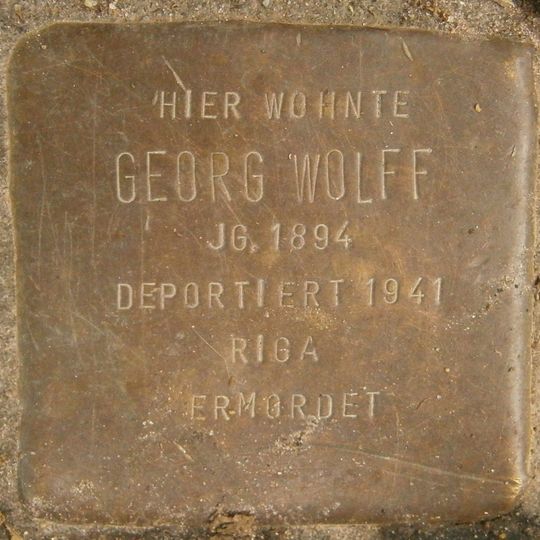 HIER WOHNTE
GEORG WOLFF
JG. 1894
DEPORTIERT 1941
RIGA
ERMORDET